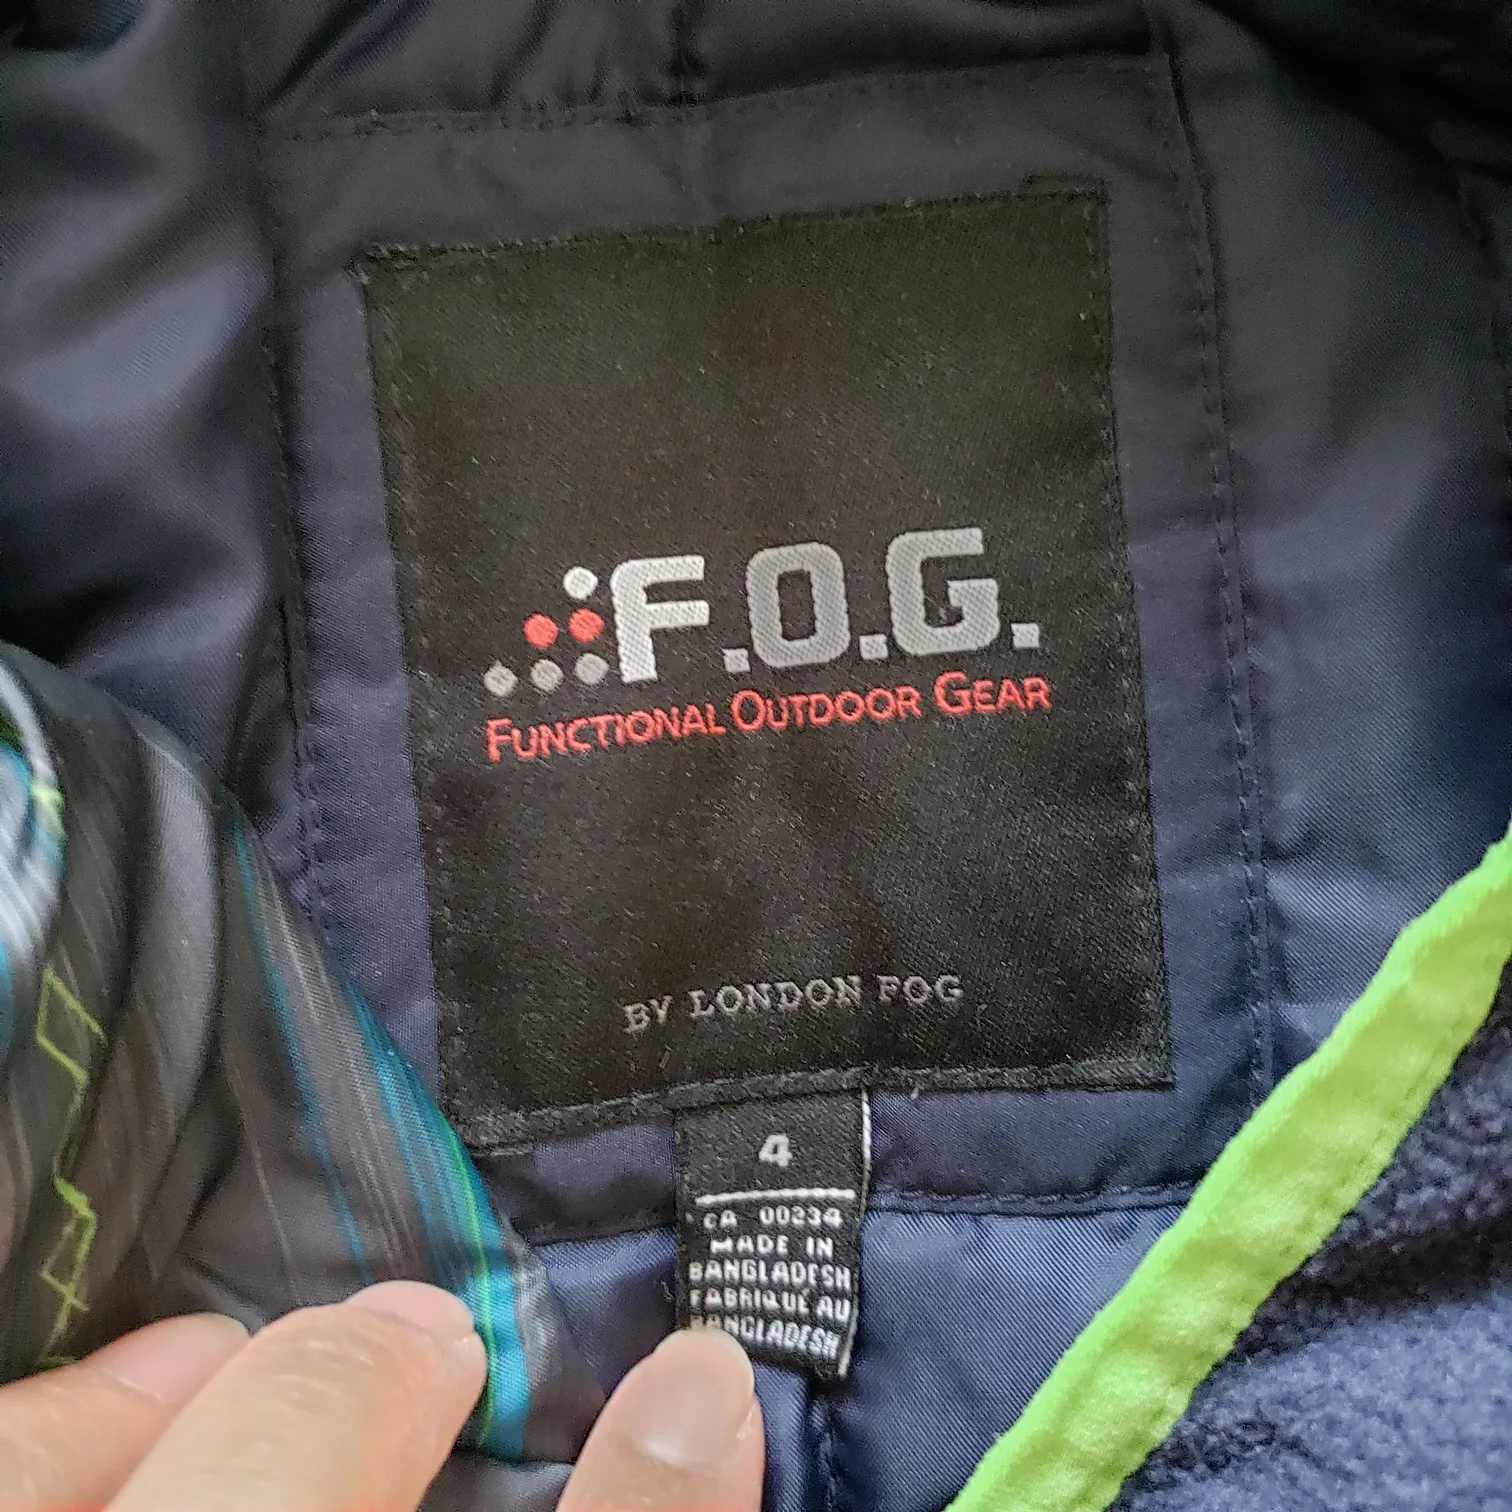 F.O.G.
FUNCTIONAL OUTDOOR GEAR
BY LONDON FOG
4
CA 00234
MADE IN
BANGLADESH
FABRIQUÉ AU
BANGLADESH